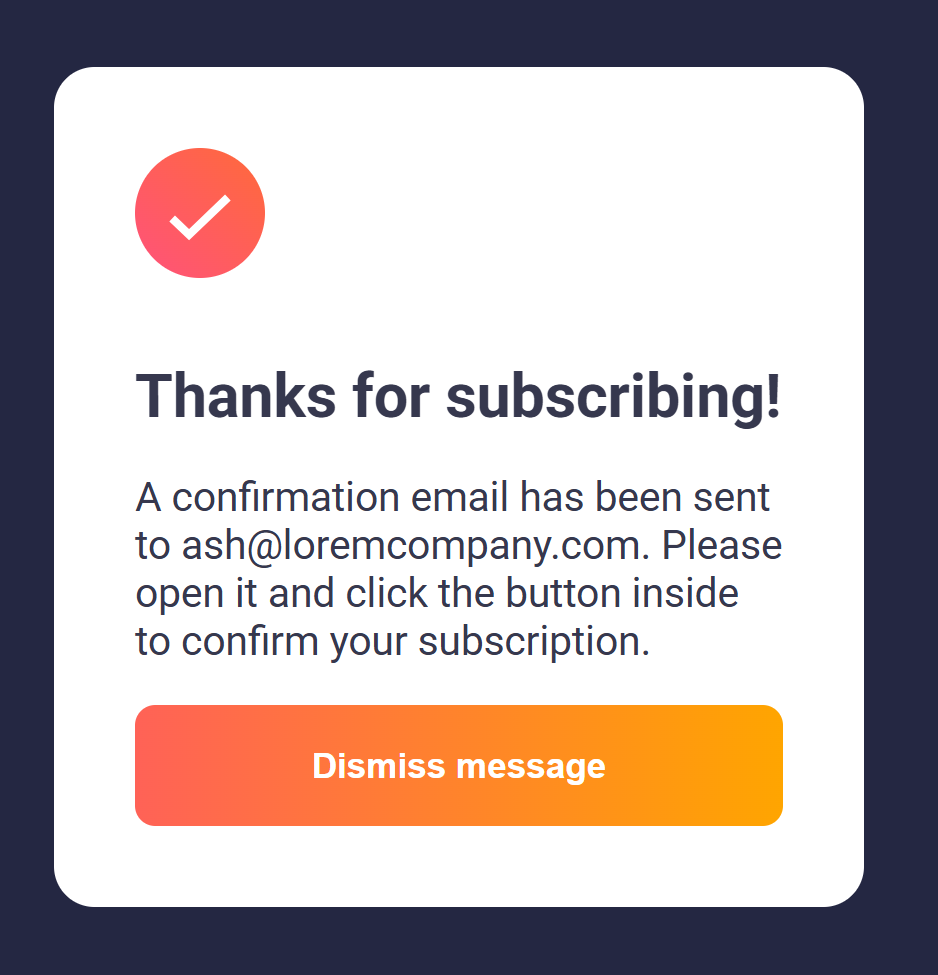 Thanks for subscribing!
A confirmation email has been sent
to ash@loremcompany.com. Please
open it and click the button inside
to confirm your subscription.
Dismiss message